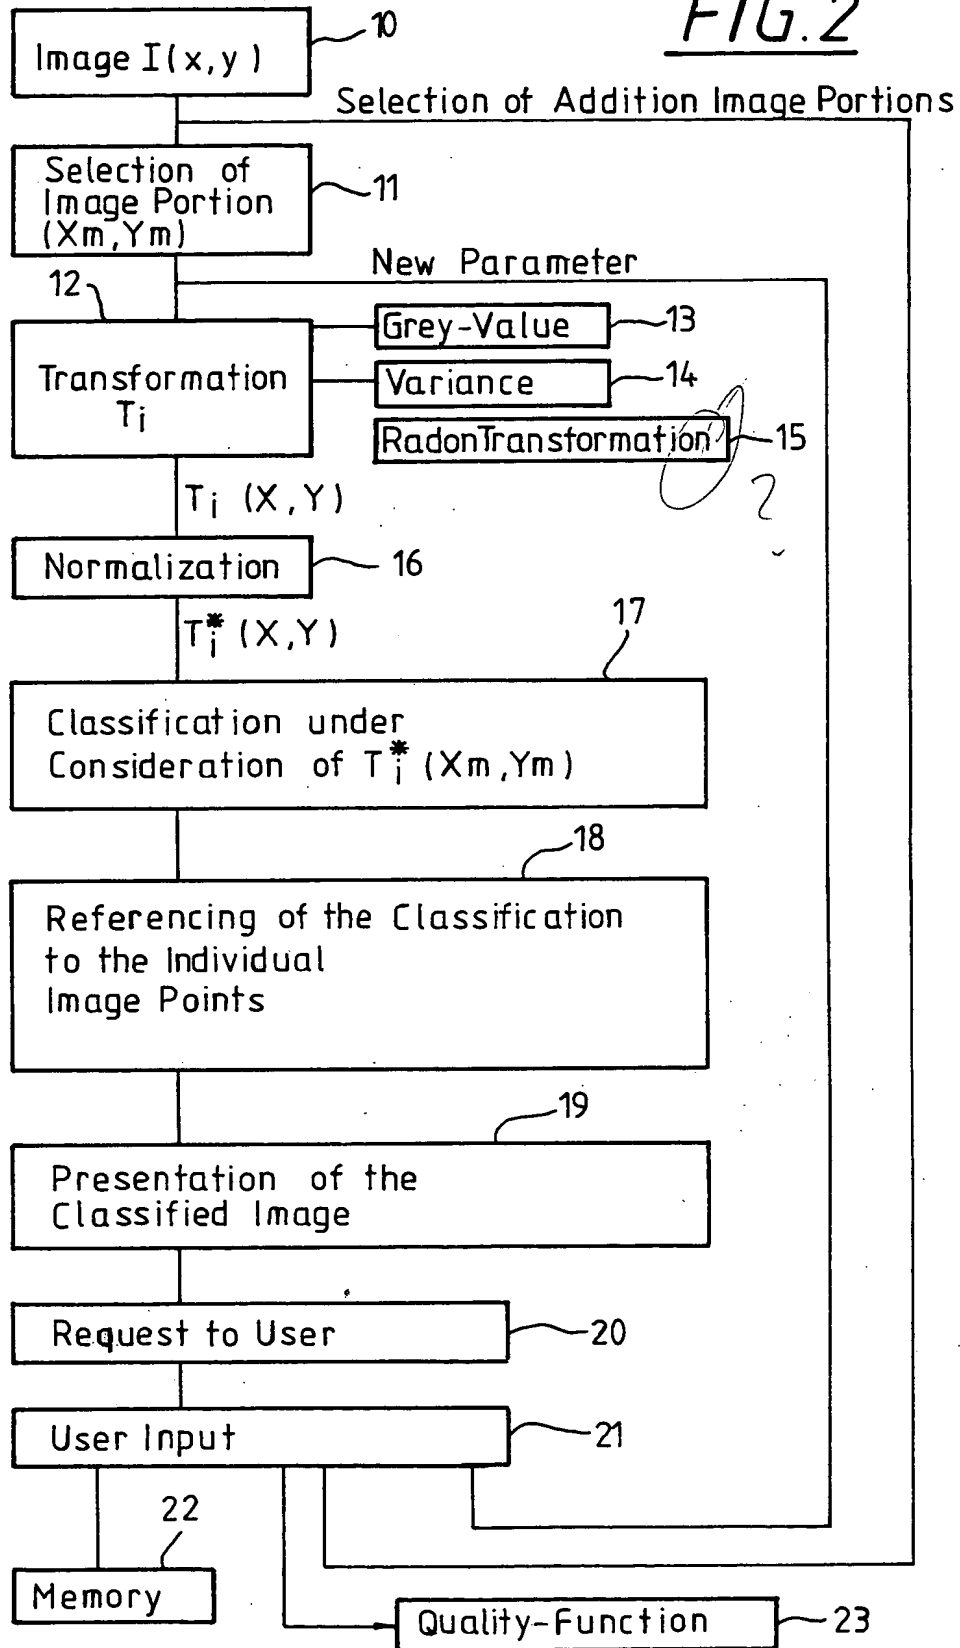 FIG. 2
Image I(x,y)
10
Selection of Addition Image Portions
Selection of
Image Portion
(Xm,Ym)
11
New Parameter
12
Transformation
Ti
Grey-Value
13
Variance
14
RadonTransformation
15
?
Ti (X,Y)
Normalization
16
Ti* (X,Y)
17
Classification under
Consideration of Ti* (Xm,Ym)
18
Referencing of the Classification
to the Individual
Image Points
19
Presentation of the
Classified Image
Request to User
20
User Input
21
22
Memory
Quality-Function
23